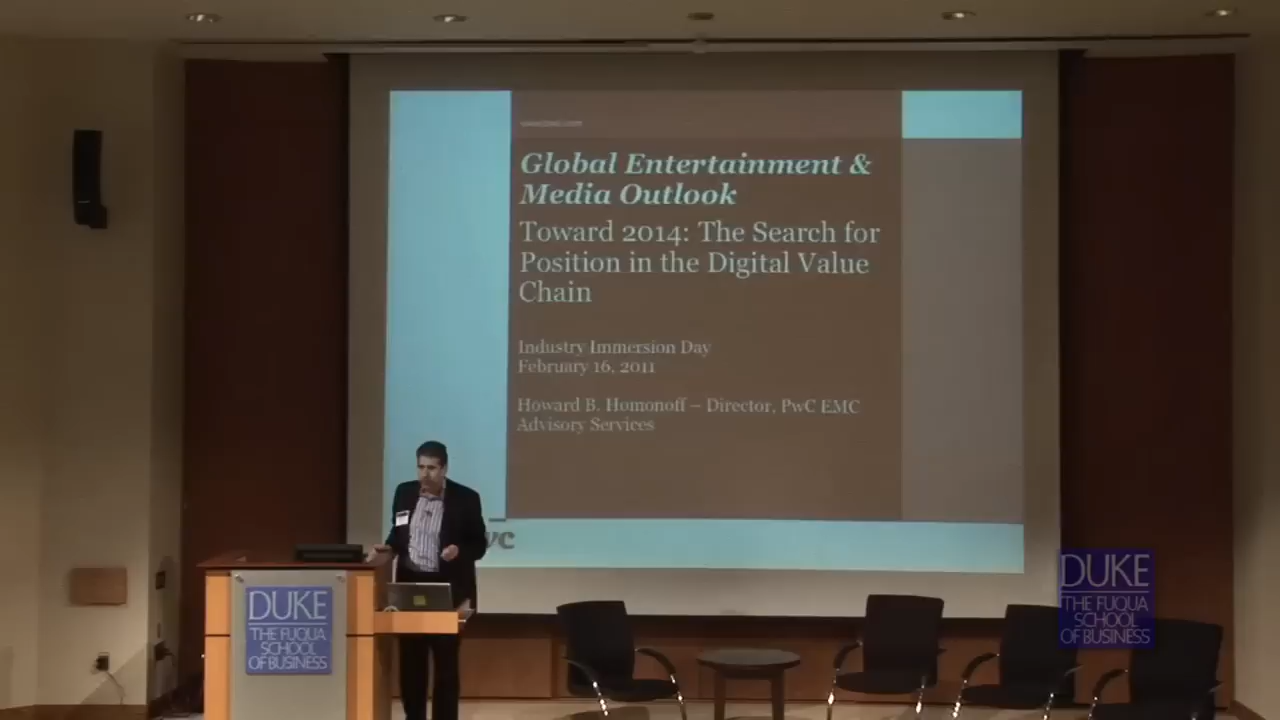 Global Entertainment &
Media Outlook
Toward 2014: The Search for
Position in the Digital Value
Chain
Industry Immersion Day
February 16, 2011
Howard B. Homonoff – Director, PwC EMC
Advisory Services
DUKE
THE FUQUA
SCHOOL
OF BUSINESS
DUKE
THE FUQUA
SCHOOL
OF BUSINESS